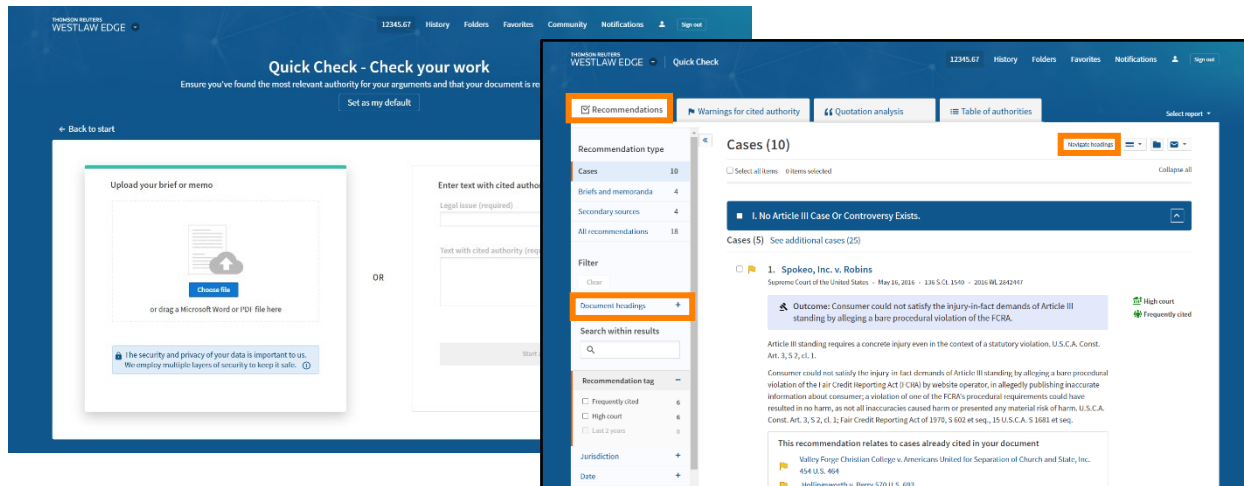 THOMSON REUTERS
WESTLAW EDGE
12345.67 History Folders Favorites Community Notifications Sign out
Quick Check - Check your work
Ensure you've found the most relevant authority for your arguments and that your document is re
Set as my default
← Back to start
Upload your brief or memo
Choose file
or drag a Microsoft Word or PDF file here
The security and privacy of your data is important to us.
We employ multiple layers of security to keep it safe.
OR
Enter text with cited autho
Legal issue (required)
Text with cited authority (req
Start
THOMSON REUTERS
WESTLAW EDGE Quick Check
12345.67 History Folders Favorites Notifications Sign out
Recommendations
Warnings for cited authority
Quotation analysis
Table of authorities
Select report
Recommendation type
Cases 10
Briefs and memoranda 4
Secondary sources 4
All recommendations 18
Filter
Clear
Document headings +
Search within results
Recommendation tag −
Frequently cited 6
High court 6
Last 2 years 0
Jurisdiction +
Date +
Cases (10)
Navigate headings
Select all items 0 items selected
Collapse all
I. No Article III Case Or Controversy Exists.
Cases (5) See additional cases (25)
1. Spokeo, Inc. v. Robins
Supreme Court of the United States - May 16, 2016 - 136 S.Ct. 1540 - 2016 WL 2842447
Outcome: Consumer could not satisfy the injury-in-fact demands of Article III
standing by alleging a bare procedural violation of the FCRA.
High court
Frequently cited
Article III standing requires a concrete injury even in the context of a statutory violation. U.S.C.A. Const.
Art. 3, § 2, cl. 1.
Consumer could not satisfy the injury-in-fact demands of Article III standing by alleging a bare procedural
violation of the Fair Credit Reporting Act (FCRA) by website operator, in allegedly publishing inaccurate
information about consumer; a violation of one of the FCRA's procedural requirements could have
resulted in no harm, as not all inaccuracies caused harm or presented any material risk of harm. U.S.C.A.
Const. Art. 3, § 2, cl. 1; Fair Credit Reporting Act of 1970, § 602 et seq., 15 U.S.C.A. § 1681 et seq.
This recommendation relates to cases already cited in your document
Valley Forge Christian College v. Americans United for Separation of Church and State, Inc.
454 U.S. 464
Hollingsworth v. Perry 570 U.S. 693